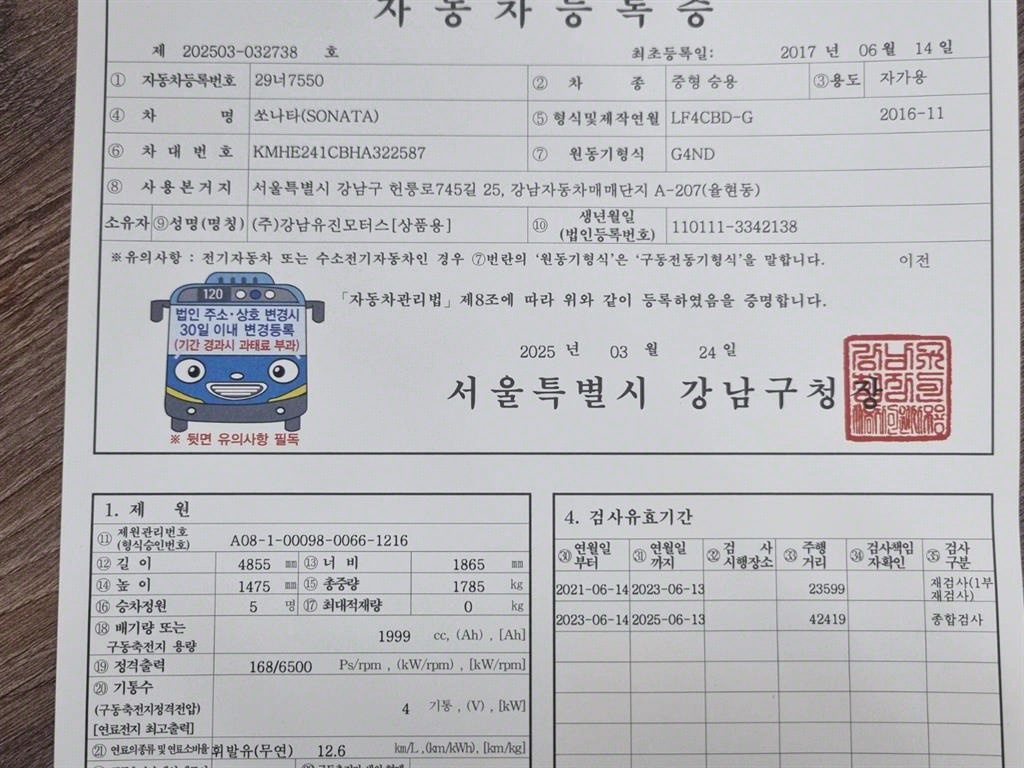 자동차등록증
제 202503-032738 호 최초등록일: 2017 년 06 월 14 일
① 자동차등록번호 29너7550 ② 차 종 중형 승용 ③용도 자가용
④ 차 명 쏘나타(SONATA) ⑤ 형식및제작연월 LF4CBD-G 2016-11
⑥ 차 대 번 호 KMHE241CBHA322587 ⑦ 원동기형식 G4ND
⑧ 사 용 본 거 지 서울특별시 강남구 헌릉로745길 25, 강남자동차매매단지 A-207(율현동)
소유자 ⑨성명(명칭) (주)강남유진모터스[상품용] ⑩ 생년월일 (법인등록번호) 110111-3342138
※유의사항 : 전기자동차 또는 수소전기자동차인 경우 ⑦번란의 '원동기형식'은 '구동전동기형식'을 말합니다. 이전
「자동차관리법」제8조에 따라 위와 같이 등록하였음을 증명합니다.
120
법인 주소·상호 변경시
30일 이내 변경등록
(기간 경과시 과태료 부과)
※ 뒷면 유의사항 필독
2025 년 03 월 24 일
서울특별시 강남구청장
1. 제 원
⑪ 제원관리번호 (형식승인번호) A08-1-00098-0066-1216
⑫ 길 이 4855 ㎜ ⑬ 너 비 1865 ㎜
⑭ 높 이 1475 ㎜ ⑮ 총중량 1785 kg
⑯ 승차정원 5 명 ⑰ 최대적재량 0 kg
⑱ 배기량 또는 구동축전지 용량 1999 cc, (Ah) , [Ah]
⑲ 정격출력 168/6500 Ps/rpm , (kW/rpm) , [kW/rpm]
⑳ 기통수
(구동축전지정격전압)
[연료전지 최고출력] 4 기통 , (V) , [kW]
㉑ 연료의종류 및 연료소비율 휘발유(무연) 12.6 km/L ,(km/kWh), [km/kg]
4. 검사유효기간
㉚ 연월일부터 ㉛ 연월일까지 ㉜ 검 사 시행장소 ㉝ 주행거리 ㉞ 검사책임자확인 ㉟ 검사구분
2021-06-14 2023-06-13 23599 재검사(1부재검사)
2023-06-14 2025-06-13 42419 종합검사